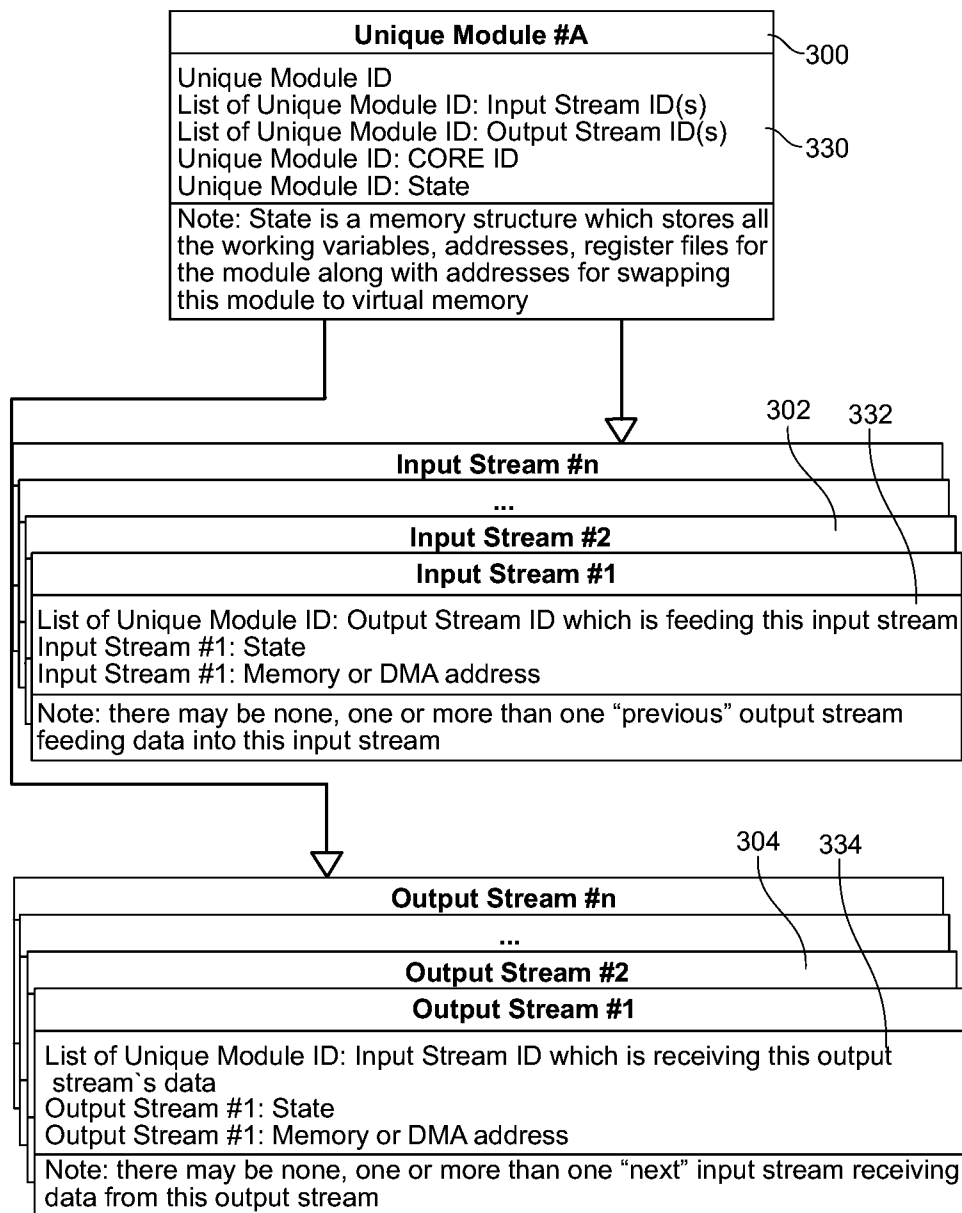 Unique Module #A
300
Unique Module ID
List of Unique Module ID: Input Stream ID(s)
List of Unique Module ID: Output Stream ID(s)
330
Unique Module ID: CORE ID
Unique Module ID: State
Note: State is a memory structure which stores all
the working variables, addresses, register files for
the module along with addresses for swapping
this module to virtual memory
302
332
Input Stream #n
...
Input Stream #2
Input Stream #1
List of Unique Module ID: Output Stream ID which is feeding this input stream
Input Stream #1: State
Input Stream #1: Memory or DMA address
Note: there may be none, one or more than one “previous” output stream
feeding data into this input stream
304
334
Output Stream #n
...
Output Stream #2
Output Stream #1
List of Unique Module ID: Input Stream ID which is receiving this output
stream`s data
Output Stream #1: State
Output Stream #1: Memory or DMA address
Note: there may be none, one or more than one “next” input stream receiving
data from this output stream